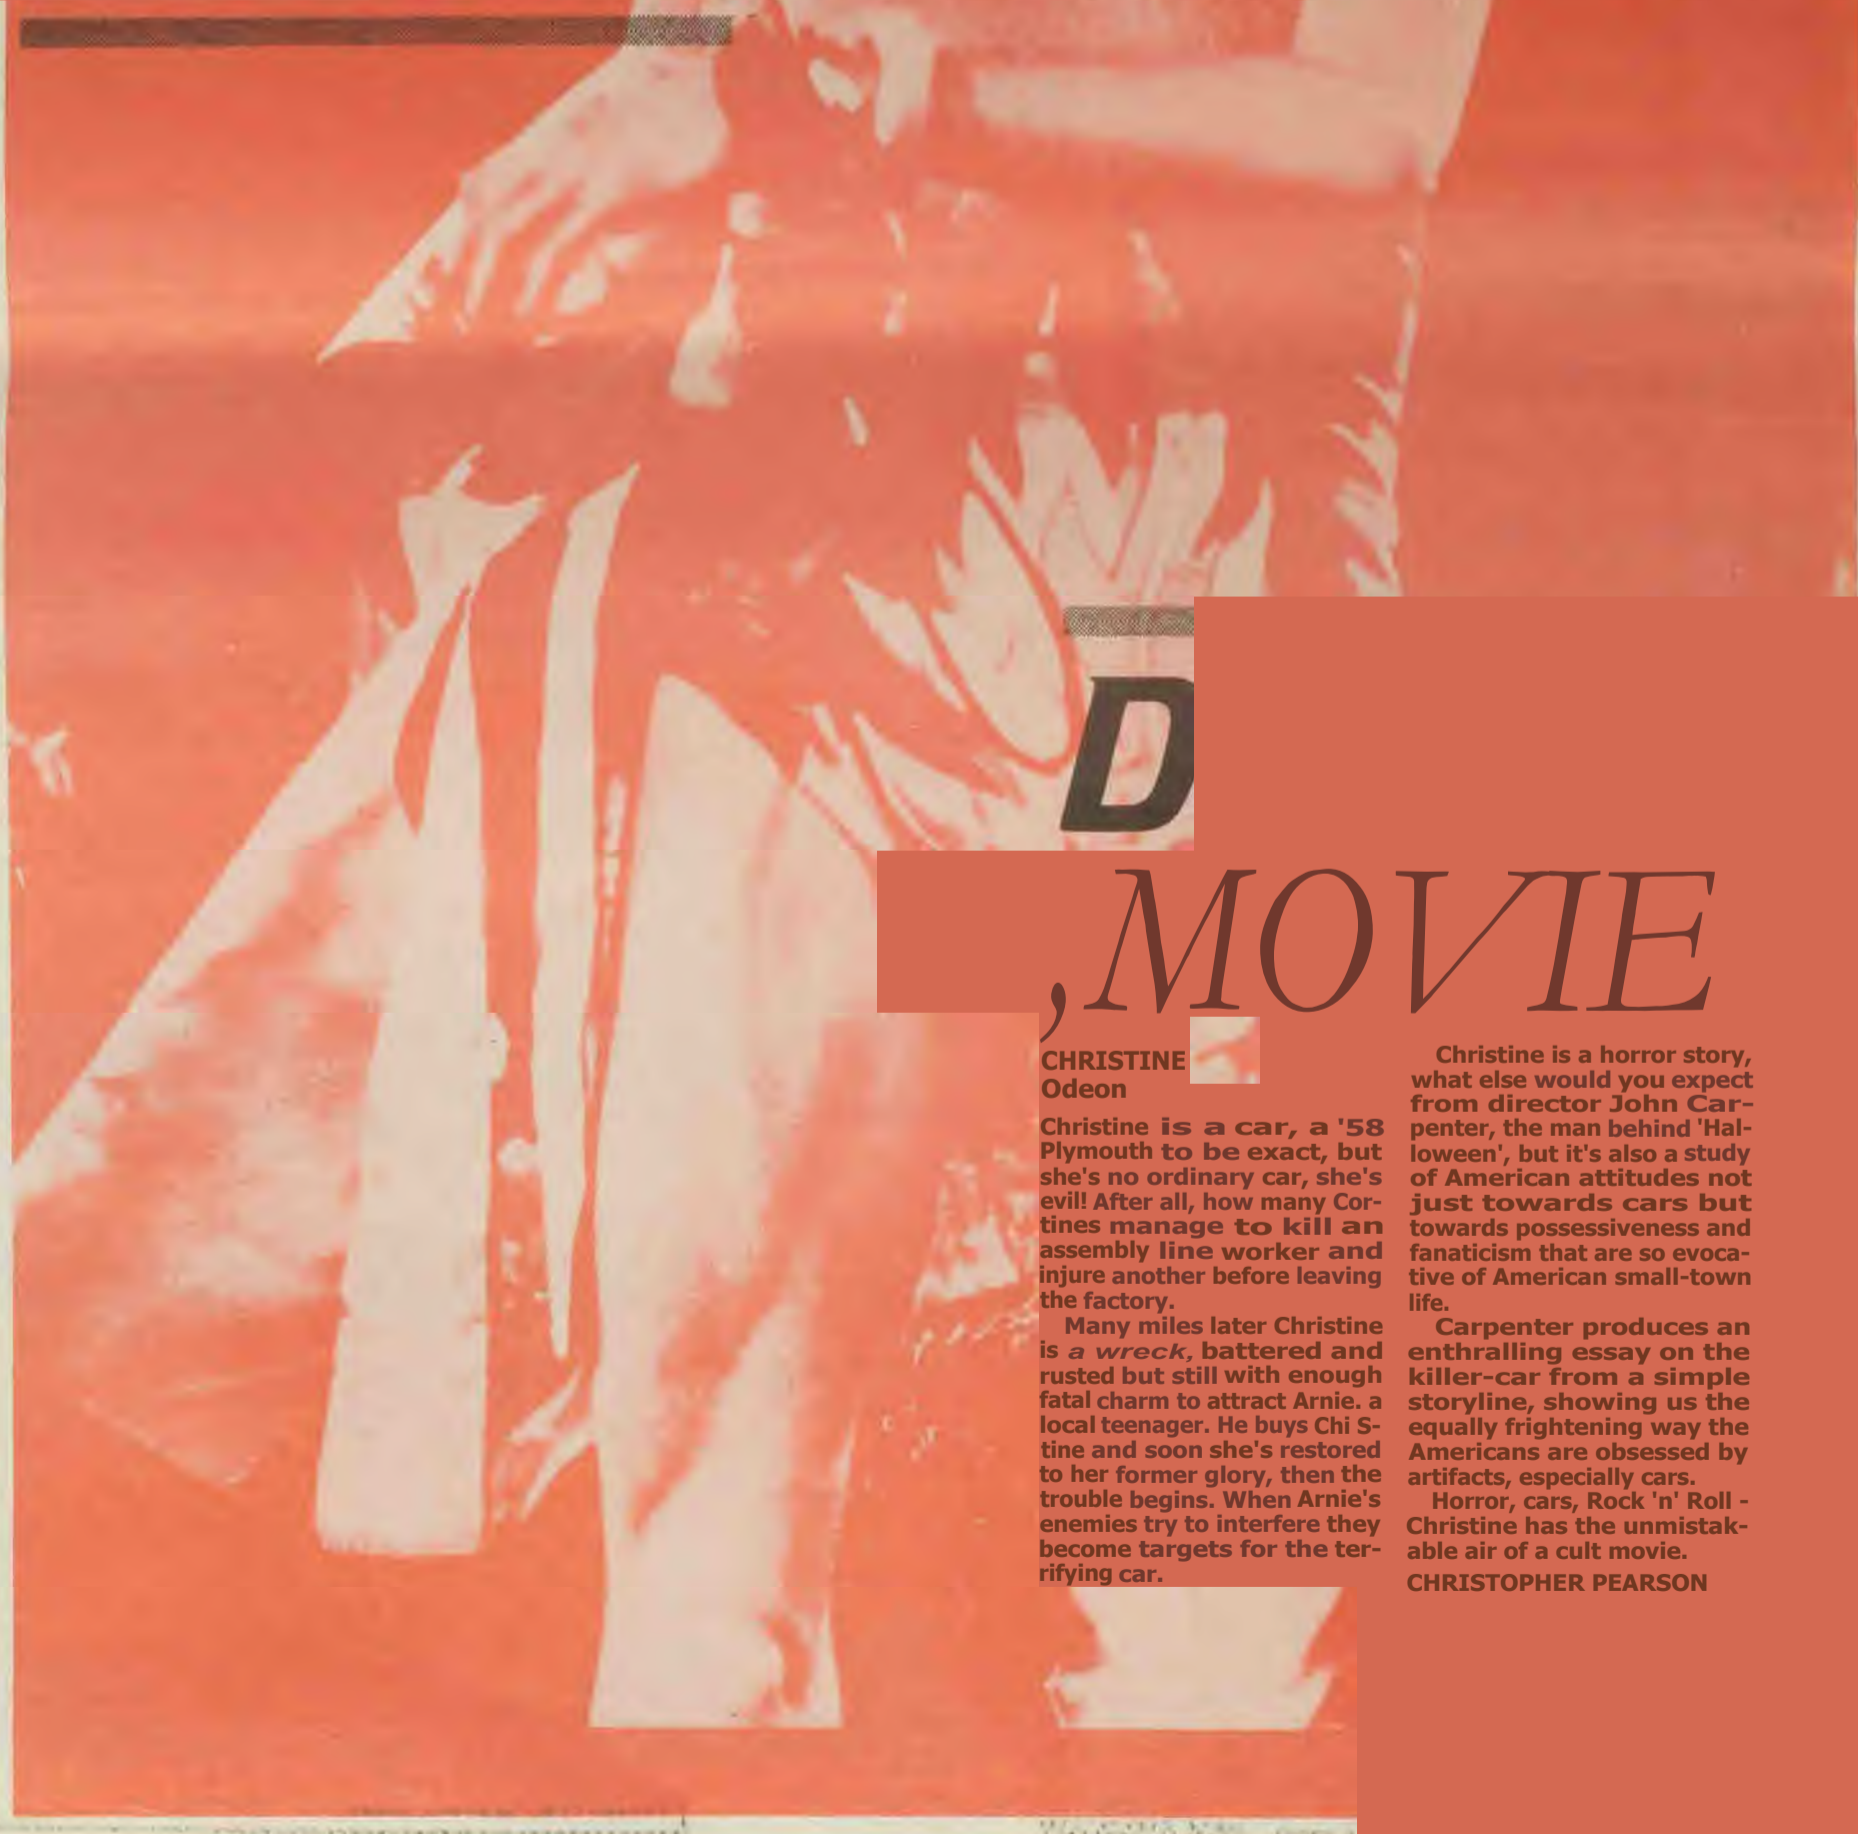 D
,MOVIE
CHRISTINE
Odeon
Christine is a car, a '58
Plymouth to be exact, but
she's no ordinary car, she's
evil! After all, how many Cor-
tines manage to kill an
assembly line worker and
injure another before leaving
the factory.
Many miles later Christine
is a wreck, battered and
rusted but still with enough
fatal charm to attract Arnie. a
local teenager. He buys Chi S-
tine and soon she's restored
to her former glory, then the
trouble begins. When Arnie's
enemies try to interfere they
become targets for the ter-
rifying car.
Christine is a horror story,
what else would you expect
from director John Car-
penter, the man behind 'Hal-
loween', but it's also a study
of American attitudes not
just towards cars but
towards possessiveness and
fanaticism that are so evoca-
tive of American small-town
life.
Carpenter produces an
enthralling essay on the
killer-car from a simple
storyline, showing us the
equally frightening way the
Americans are obsessed by
artifacts, especially cars.
Horror, cars, Rock 'n' Roll -
Christine has the unmistak-
able air of a cult movie.
CHRISTOPHER PEARSON